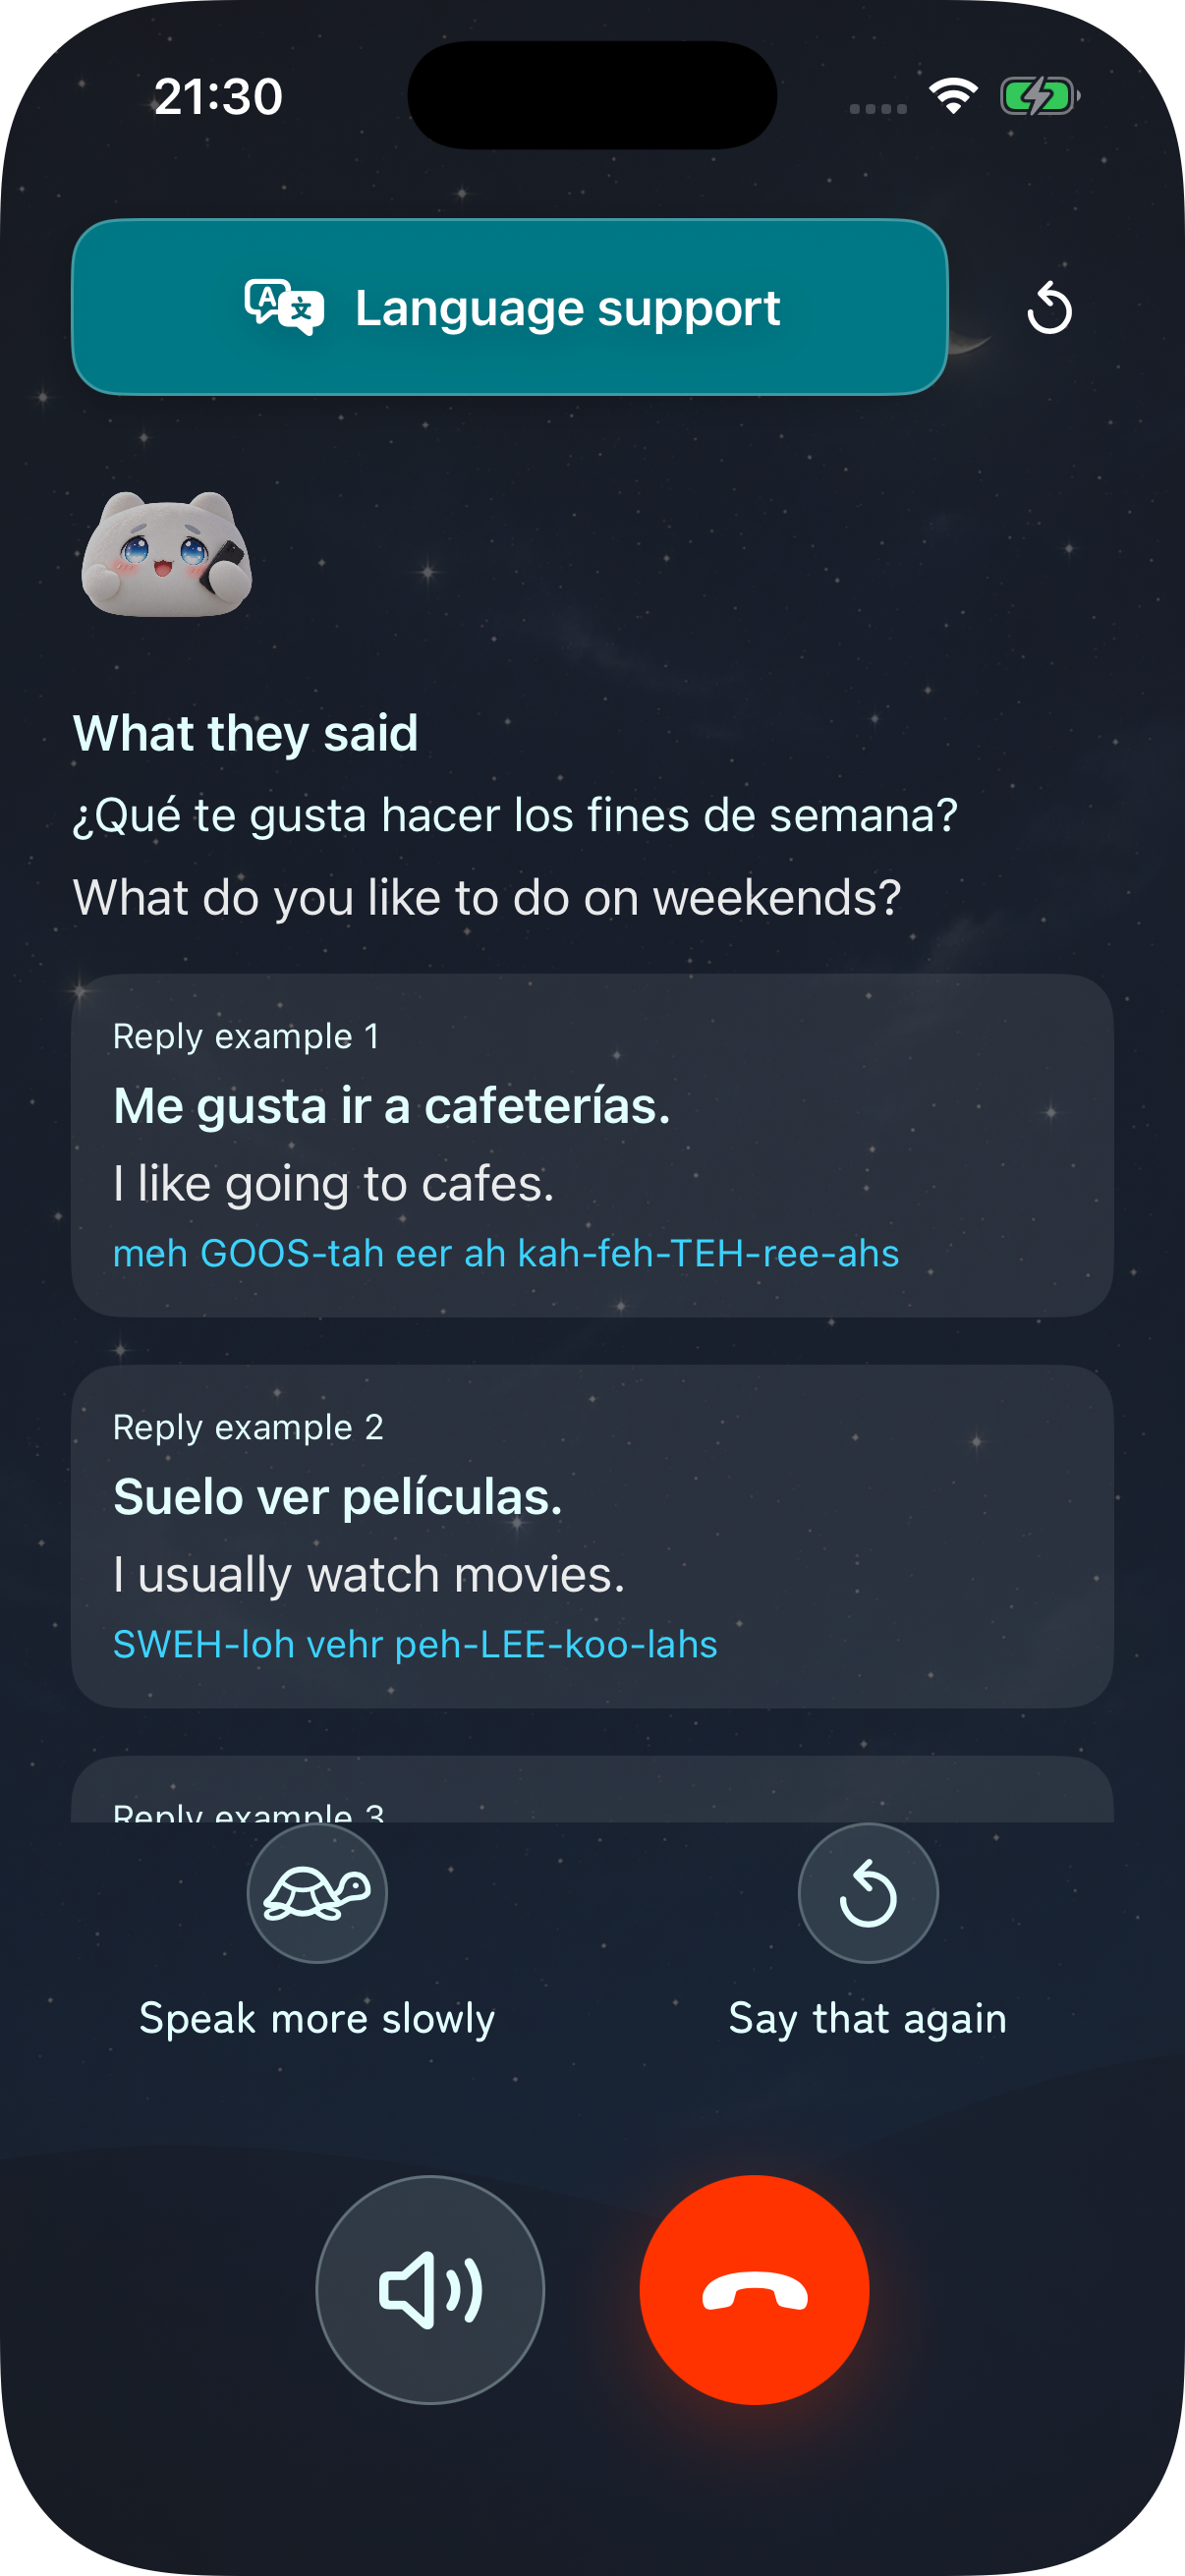 21:30
Language support
What they said
¿Qué te gusta hacer los fines de semana?
What do you like to do on weekends?
Reply example 1
Me gusta ir a cafeterías.
I like going to cafes.
meh GOOS-tah eer ah kah-feh-TEH-ree-ahs
Reply example 2
Suelo ver películas.
I usually watch movies.
SWEH-loh vehr peh-LEE-koo-lahs
Reply example 3
Speak more slowly
Say that again